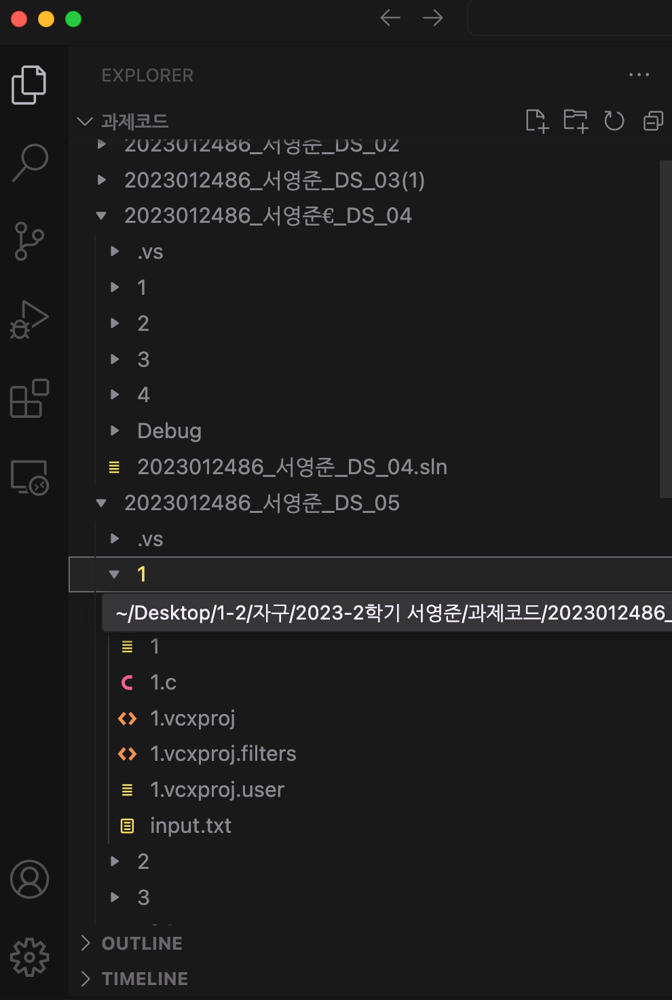 EXPLORER
과제코드
2023012486_서영준_DS_02
2023012486_서영준_DS_03(1)
2023012486_서영준€_DS_04
.vs
1
2
3
4
Debug
2023012486_서영준_DS_04.sln
2023012486_서영준_DS_05
.vs
1
~/Desktop/1-2/자구/2023-2학기 서영준/과제코드/2023012486_
1
1.c
1.vcxproj
1.vcxproj.filters
1.vcxproj.user
input.txt
2
3
OUTLINE
TIMELINE